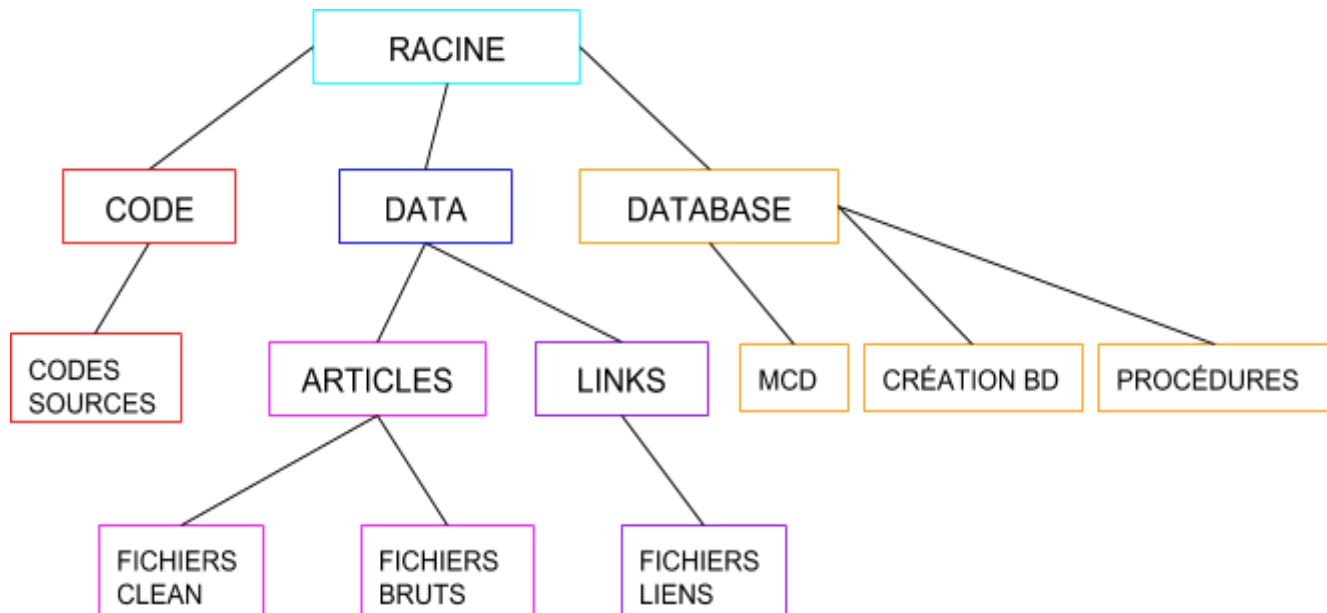 RACINE
CODE
DATA
DATABASE
CODES
SOURCES
ARTICLES
LINKS
MCD
CRÉATION BD
PROCÉDURES
FICHIERS
CLEAN
FICHIERS
BRUTS
FICHIERS
LIENS